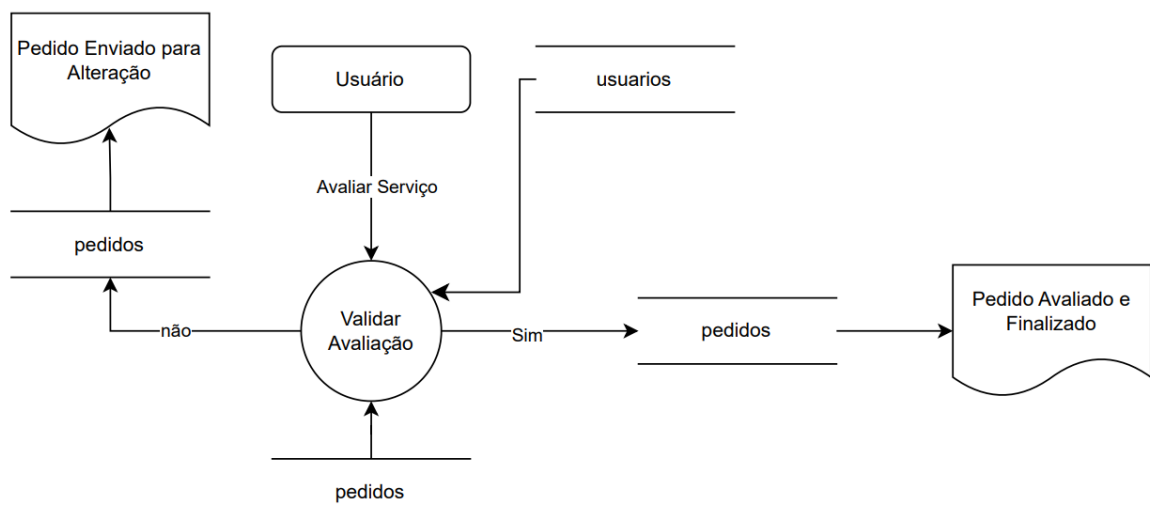 Pedido Enviado para
Alteração
Usuário
usuarios
Avaliar Serviço
pedidos
não
Validar
Avaliação
Sim
pedidos
Pedido Avaliado e
Finalizado
pedidos